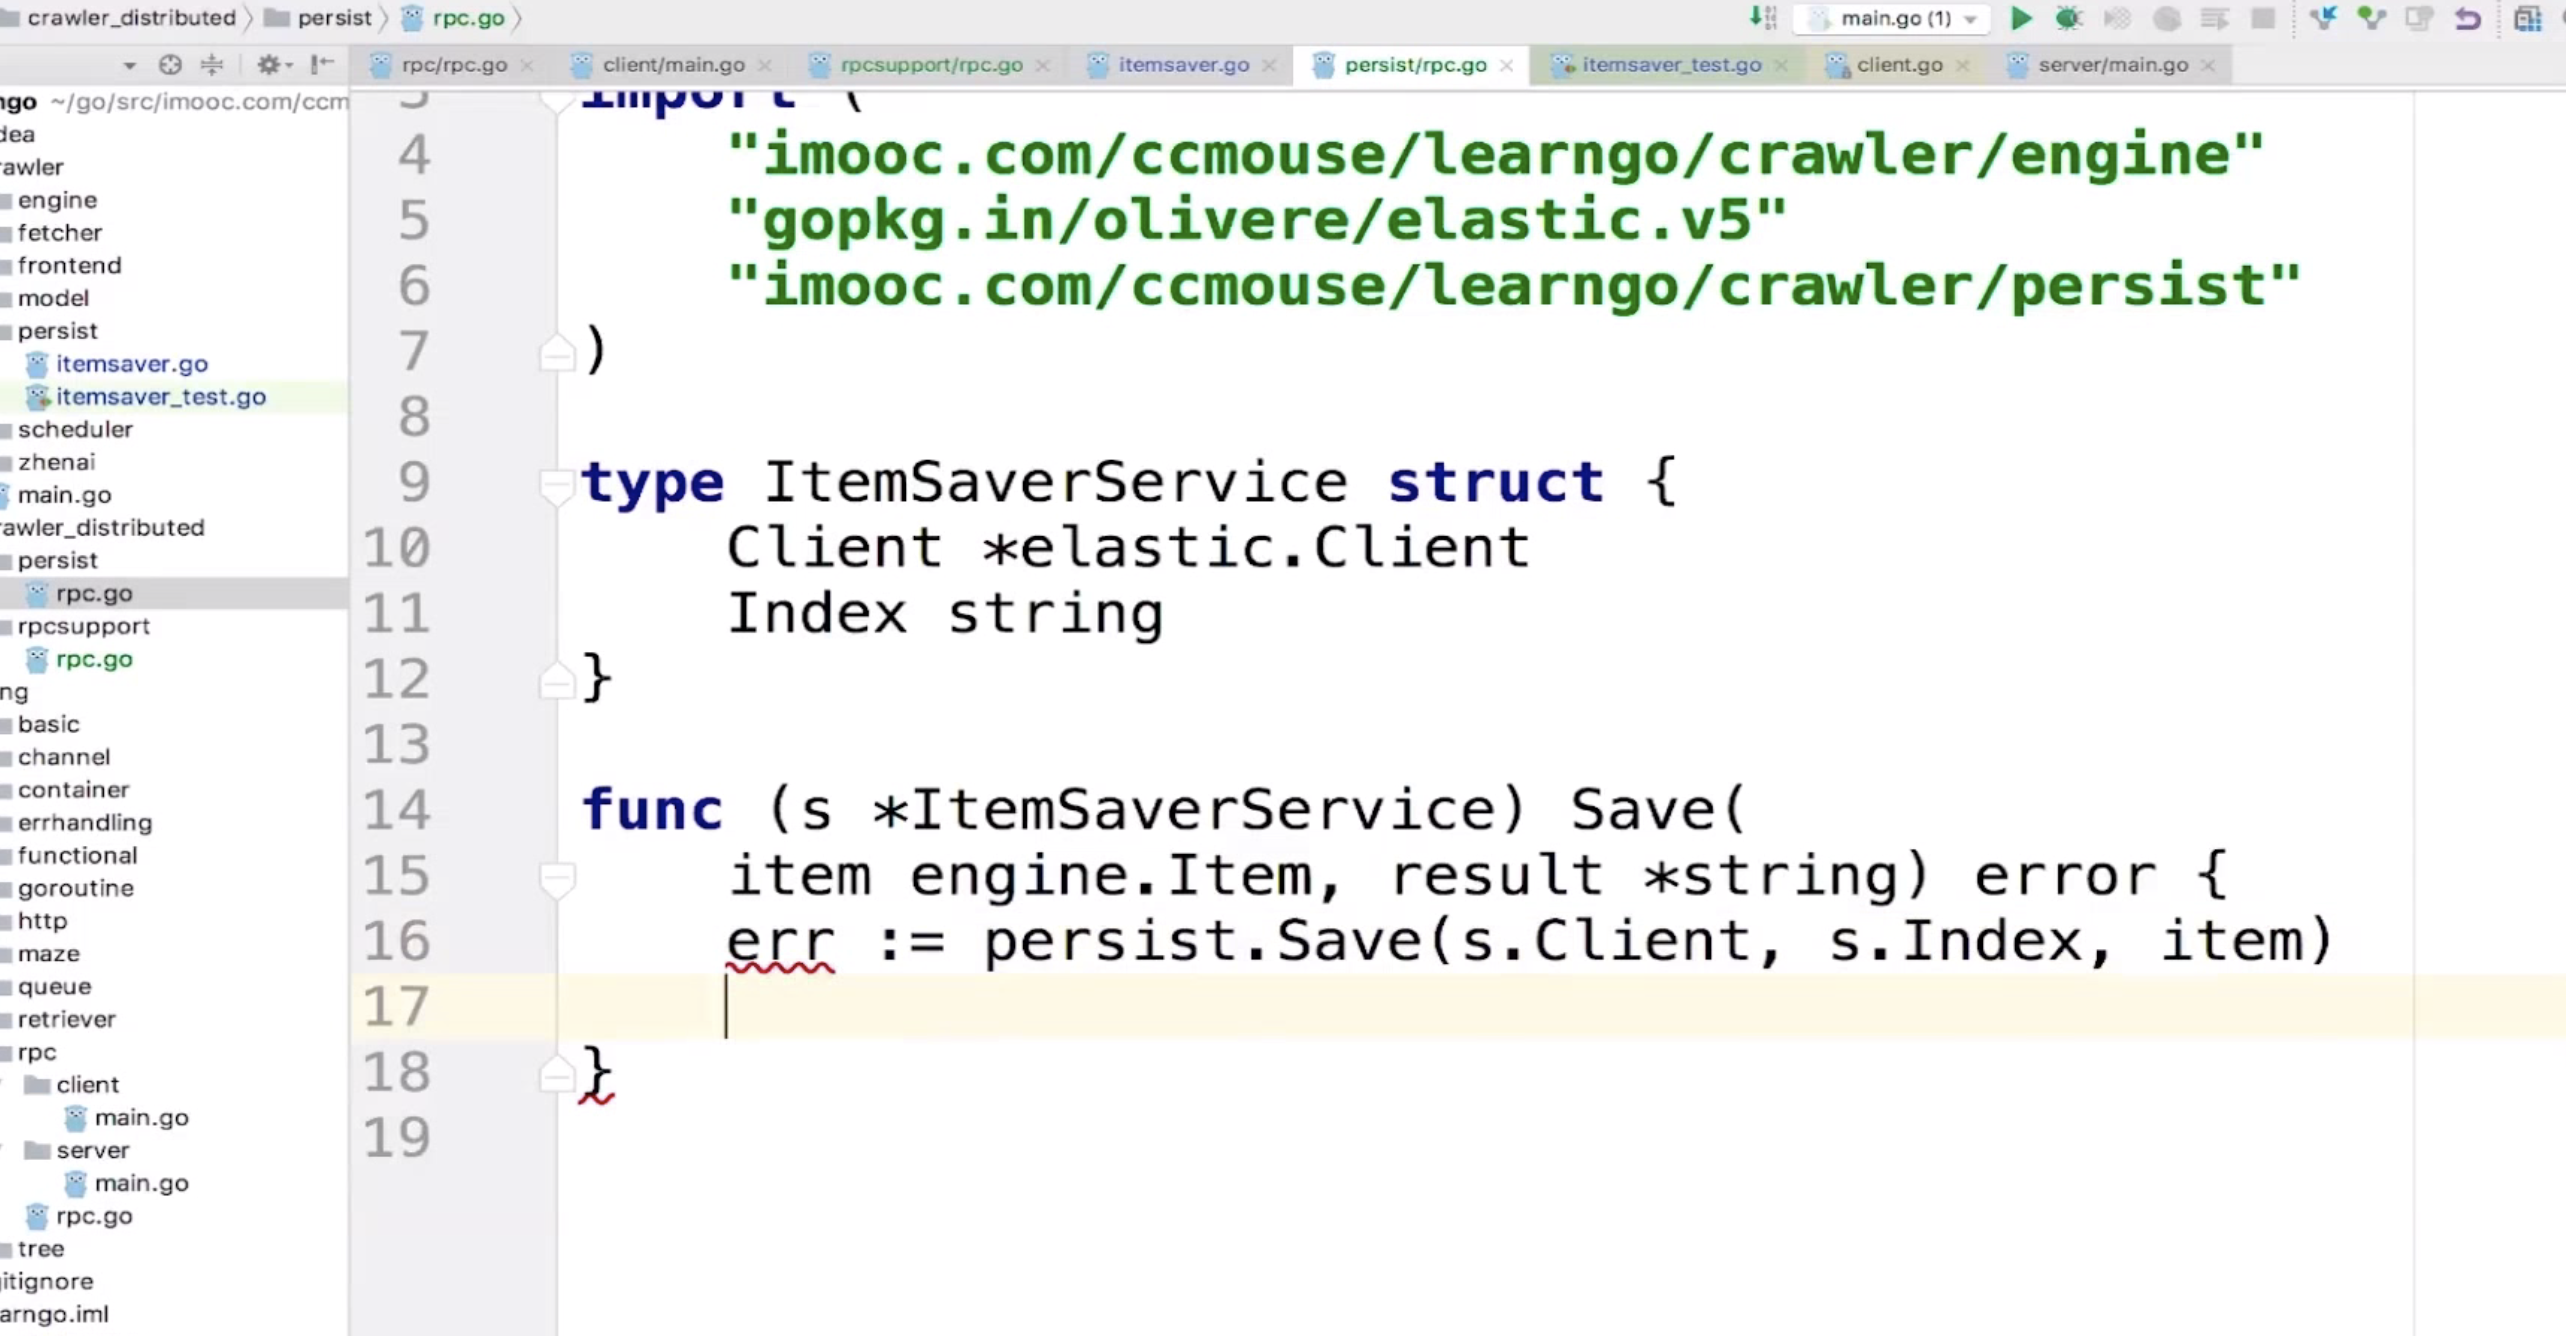 crawler_distributed persist rpc.go main.go (1)
rpc/rpc.go client/main.go rpcsupport/rpc.go itemsaver.go persist/rpc.go itemsaver_test.go client.go server/main.go
ngo ~/go/src/imooc.com/ccm
dea
rawler
engine
fetcher
frontend
model
persist
itemsaver.go
itemsaver_test.go
scheduler
zhenai
main.go
rawler_distributed
persist
rpc.go
rpcsupport
rpc.go
ng
basic
channel
container
errhandling
functional
goroutine
http
maze
queue
retriever
rpc
client
main.go
server
main.go
rpc.go
tree
gitignore
arngo.iml
3 import (
4 "imooc.com/ccmouse/learngo/crawler/engine"
5 "gopkg.in/olivere/elastic.v5"
6 "imooc.com/ccmouse/learngo/crawler/persist"
7 )
8
9 type ItemSaverService struct {
10 Client *elastic.Client
11 Index string
12 }
13
14 func (s *ItemSaverService) Save(
15 item engine.Item, result *string) error {
16 err := persist.Save(s.Client, s.Index, item)
17
18 }
19